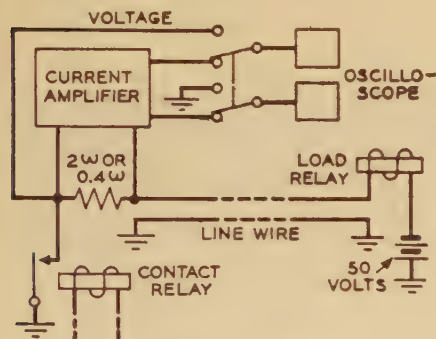 VOLTAGE
CURRENT
AMPLIFIER
OSCILLO-
SCOPE
2ω OR
0.4ω
LOAD
RELAY
LINE WIRE
CONTACT
RELAY
50
VOLTS